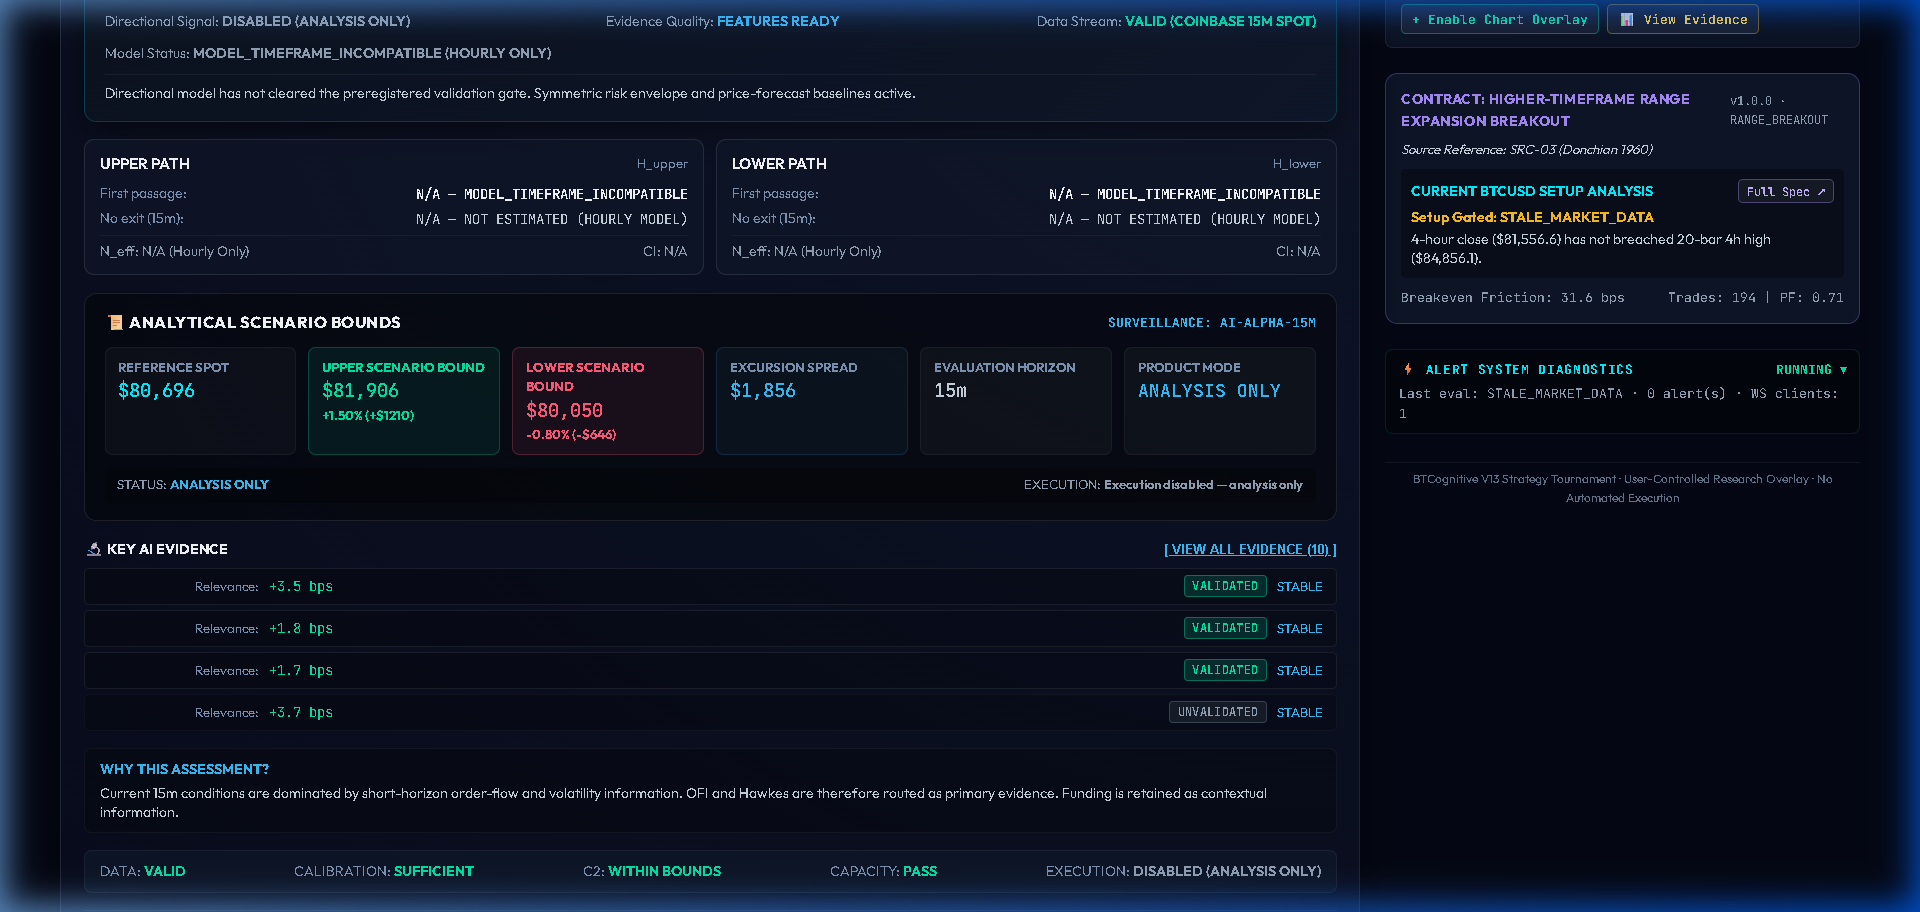 Directional Signal: DISABLED (ANALYSIS ONLY)
Evidence Quality: FEATURES READY
Data Stream: VALID (COINBASE 15M SPOT)
Model Status: MODEL_TIMEFRAME_INCOMPATIBLE (HOURLY ONLY)
Directional model has not cleared the preregistered validation gate. Symmetric risk envelope and price-forecast baselines active.
UPPER PATH
H_upper
First passage:
N/A — MODEL_TIMEFRAME_INCOMPATIBLE
No exit (15m):
N/A — NOT ESTIMATED (HOURLY MODEL)
N_eff: N/A (Hourly Only)
CI: N/A
LOWER PATH
H_lower
First passage:
N/A — MODEL_TIMEFRAME_INCOMPATIBLE
No exit (15m):
N/A — NOT ESTIMATED (HOURLY MODEL)
N_eff: N/A (Hourly Only)
CI: N/A
📜 ANALYTICAL SCENARIO BOUNDS
SURVEILLANCE: AI-ALPHA-15M
REFERENCE SPOT
$80,696
UPPER SCENARIO BOUND
$81,906
+1.50% (+$1210)
LOWER SCENARIO
BOUND
$80,050
-0.80% (-$646)
EXCURSION SPREAD
$1,856
EVALUATION HORIZON
15m
PRODUCT MODE
ANALYSIS ONLY
STATUS: ANALYSIS ONLY
EXECUTION: Execution disabled — analysis only
🔬 KEY AI EVIDENCE
[ VIEW ALL EVIDENCE (10) ]
Relevance: +3.5 bps
VALIDATED STABLE
Relevance: +1.8 bps
VALIDATED STABLE
Relevance: +1.7 bps
VALIDATED STABLE
Relevance: +3.7 bps
UNVALIDATED STABLE
WHY THIS ASSESSMENT?
Current 15m conditions are dominated by short-horizon order-flow and volatility information. OFI and Hawkes are therefore routed as primary evidence. Funding is retained as contextual
information.
DATA: VALID
CALIBRATION: SUFFICIENT
C2: WITHIN BOUNDS
CAPACITY: PASS
EXECUTION: DISABLED (ANALYSIS ONLY)
+ Enable Chart Overlay
📊 View Evidence
CONTRACT: HIGHER-TIMEFRAME RANGE
EXPANSION BREAKOUT
v1.0.0 ·
RANGE_BREAKOUT
Source Reference: SRC-03 (Donchian 1960)
CURRENT BTCUSD SETUP ANALYSIS
Full Spec ↗
Setup Gated: STALE_MARKET_DATA
4-hour close ($81,556.6) has not breached 20-bar 4h high
($84,856.1).
Breakeven Friction: 31.6 bps
Trades: 194 | PF: 0.71
⚡ ALERT SYSTEM DIAGNOSTICS
RUNNING ▼
Last eval: STALE_MARKET_DATA · 0 alert(s) · WS clients:
1
BTCognitive V13 Strategy Tournament · User-Controlled Research Overlay · No
Automated Execution